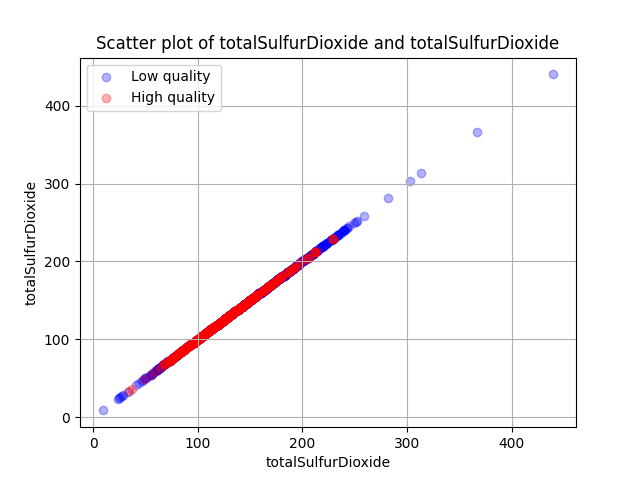 Scatter plot of totalSulfurDioxide and totalSulfurDioxide
Low quality
High quality
400
300
200
100
0
totalSulfurDioxide
0 100 200 300 400
totalSulfurDioxide